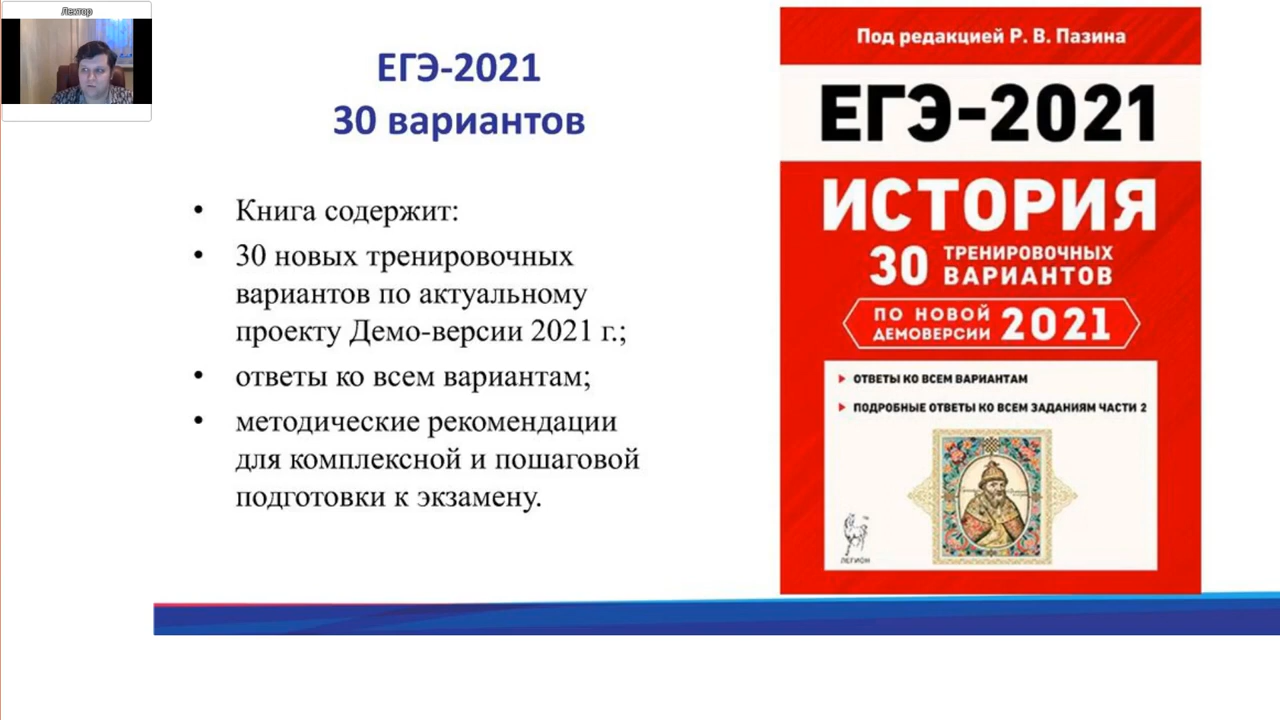 Лектор
ЕГЭ-2021
30 вариантов
• Книга содержит:
• 30 новых тренировочных
вариантов по актуальному
проекту Демо-версии 2021 г.;
• ответы ко всем вариантам;
• методические рекомендации
для комплексной и пошаговой
подготовки к экзамену.
Под редакцией Р. В. Пазина
ЕГЭ-2021
ИСТОРИЯ
30 ТРЕНИРОВОЧНЫХ
ВАРИАНТОВ
ПО НОВОЙ
ДЕМОВЕРСИИ 2021
ОТВЕТЫ КО ВСЕМ ВАРИАНТАМ
ПОДРОБНЫЕ ОТВЕТЫ КО ВСЕМ ЗАДАНИЯМ ЧАСТИ 2
ЛЕГИОН